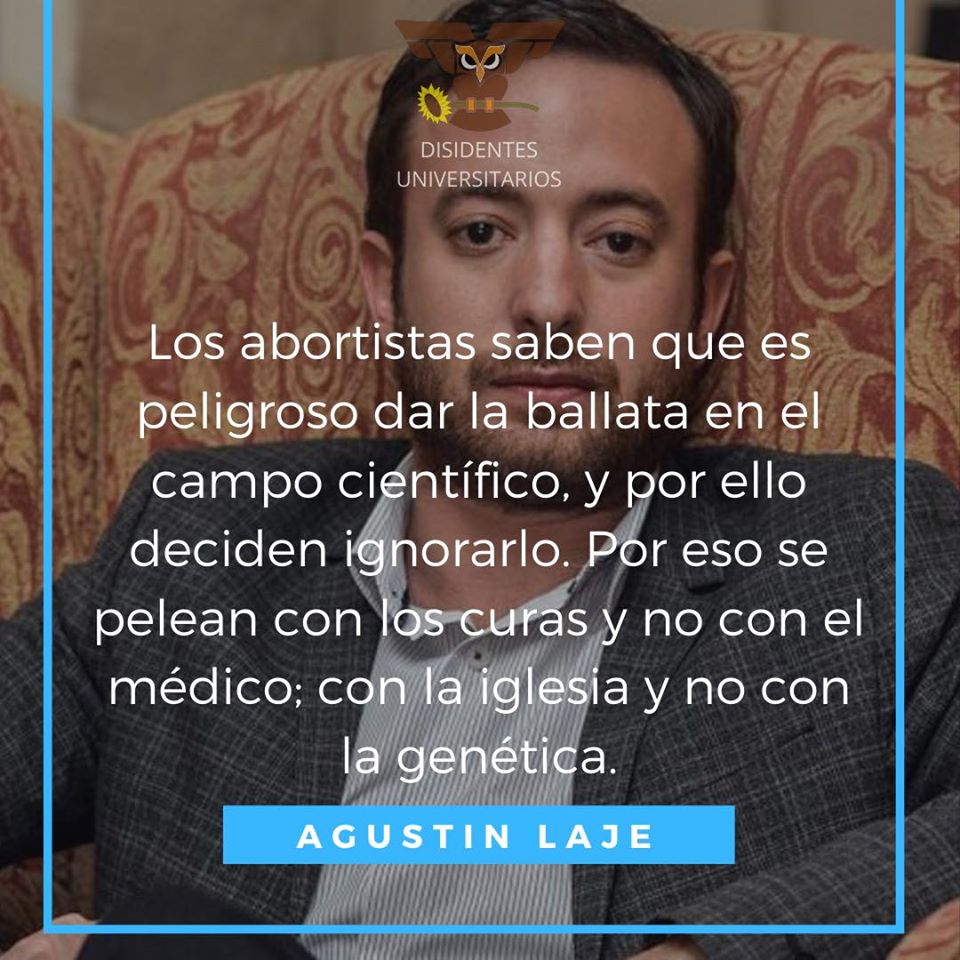 DISIDENTES
UNIVERSITARIOS
Los abortistas saben que es
peligroso dar la ballata en el
campo científico, y por ello
deciden ignorarlo. Por eso se
pelean con los curas y no con el
médico; con la iglesia y no con
la genética.
AGUSTIN LAJE